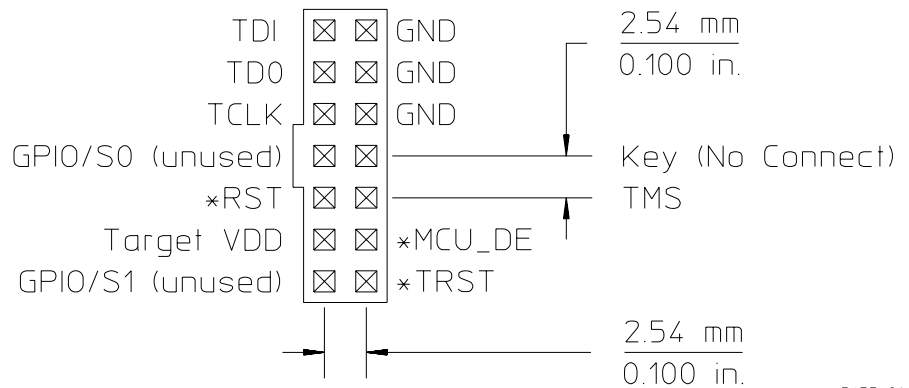 TDI GND
2.54 mm
0.100 in.
TD0 GND
TCLK GND
GPIO/S0 (unused) Key (No Connect)
*RST TMS
Target VDD *MCU_DE
GPIO/S1 (unused) *TRST
2.54 mm
0.100 in.